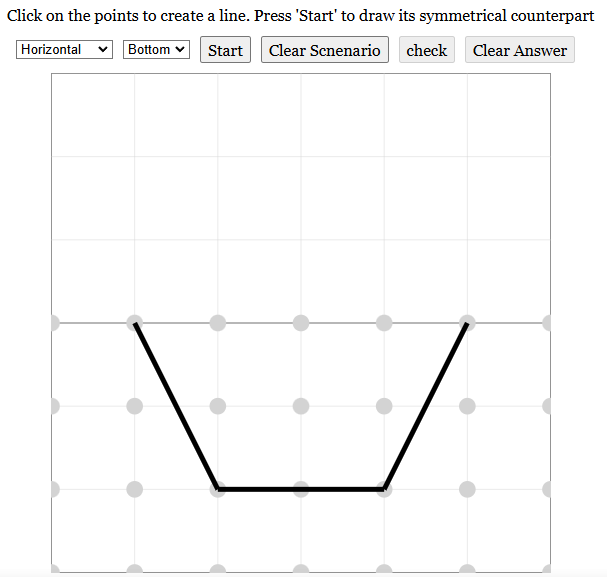 Click on the points to create a line. Press 'Start' to draw its symmetrical counterpart
Horizontal Bottom Start Clear Scnenario check Clear Answer